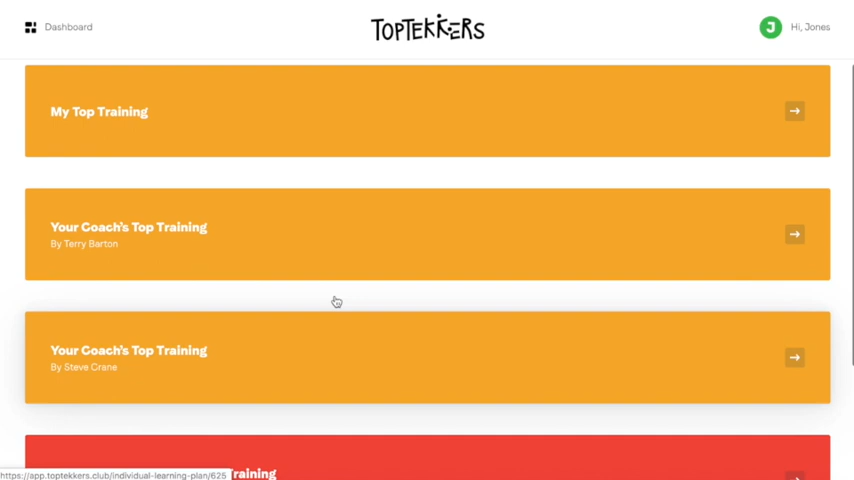 Dashboard
TOPTEKKERS
J
Hi, Jones
My Top Training
Your Coach's Top Training
By Terry Barton
Your Coach's Top Training
By Steve Crane
Training
https://app.toptekkers.club/individual-learning-plan/625